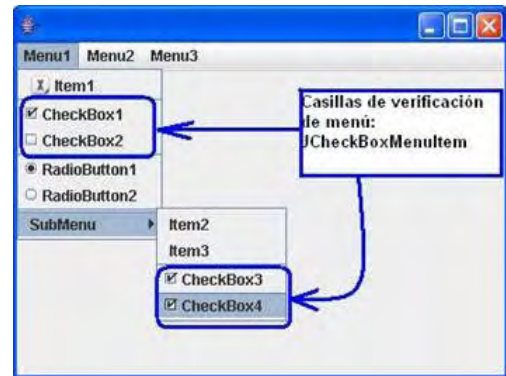 Menu1 Menu2 Menu3
Item1
CheckBox1
CheckBox2
RadioButton1
RadioButton2
SubMenu
Item2
Item3
CheckBox3
CheckBox4
Casillas de verificación
de menú:
JCheckBoxMenuItem